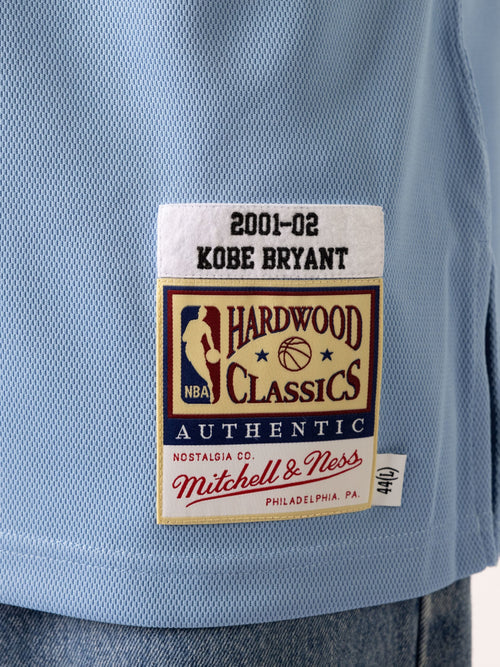 2001-02
KOBE BRYANT
NBA
HARDWOOD
CLASSICS
AUTHENTIC
NOSTALGIA CO.
Mitchell & Ness
PHILADELPHIA, PA.
44(L)